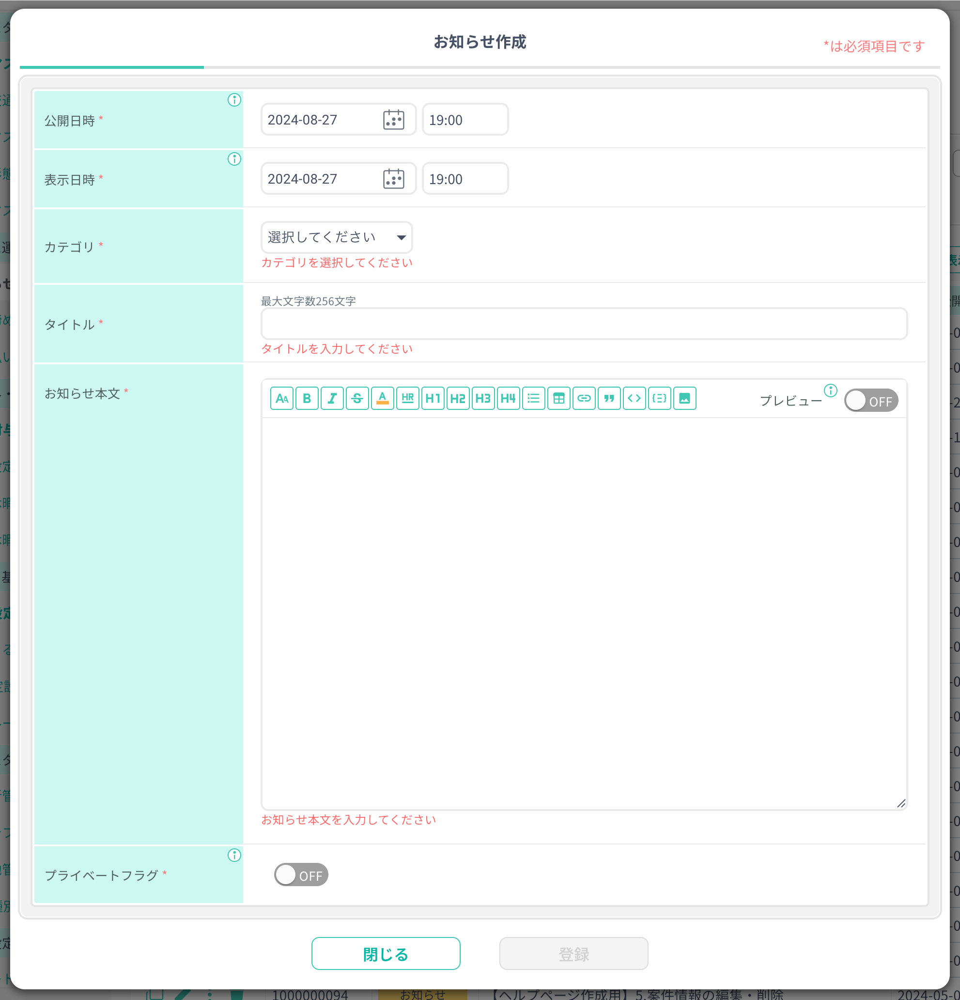 お知らせ作成
*は必須項目です
公開日時 *
2024-08-27
19:00
表示日時 *
2024-08-27
19:00
カテゴリ *
選択してください
カテゴリを選択してください
最大文字数256文字
タイトル *
タイトルを入力してください
お知らせ本文 *
AA B I S A HR H1 H2 H3 H4
プレビュー
OFF
お知らせ本文を入力してください
プライベートフラグ *
OFF
閉じる
登録
1000000094
お知らせ
【ヘルプページ作成用】5.案件情報の編集・削除
2024-05-0